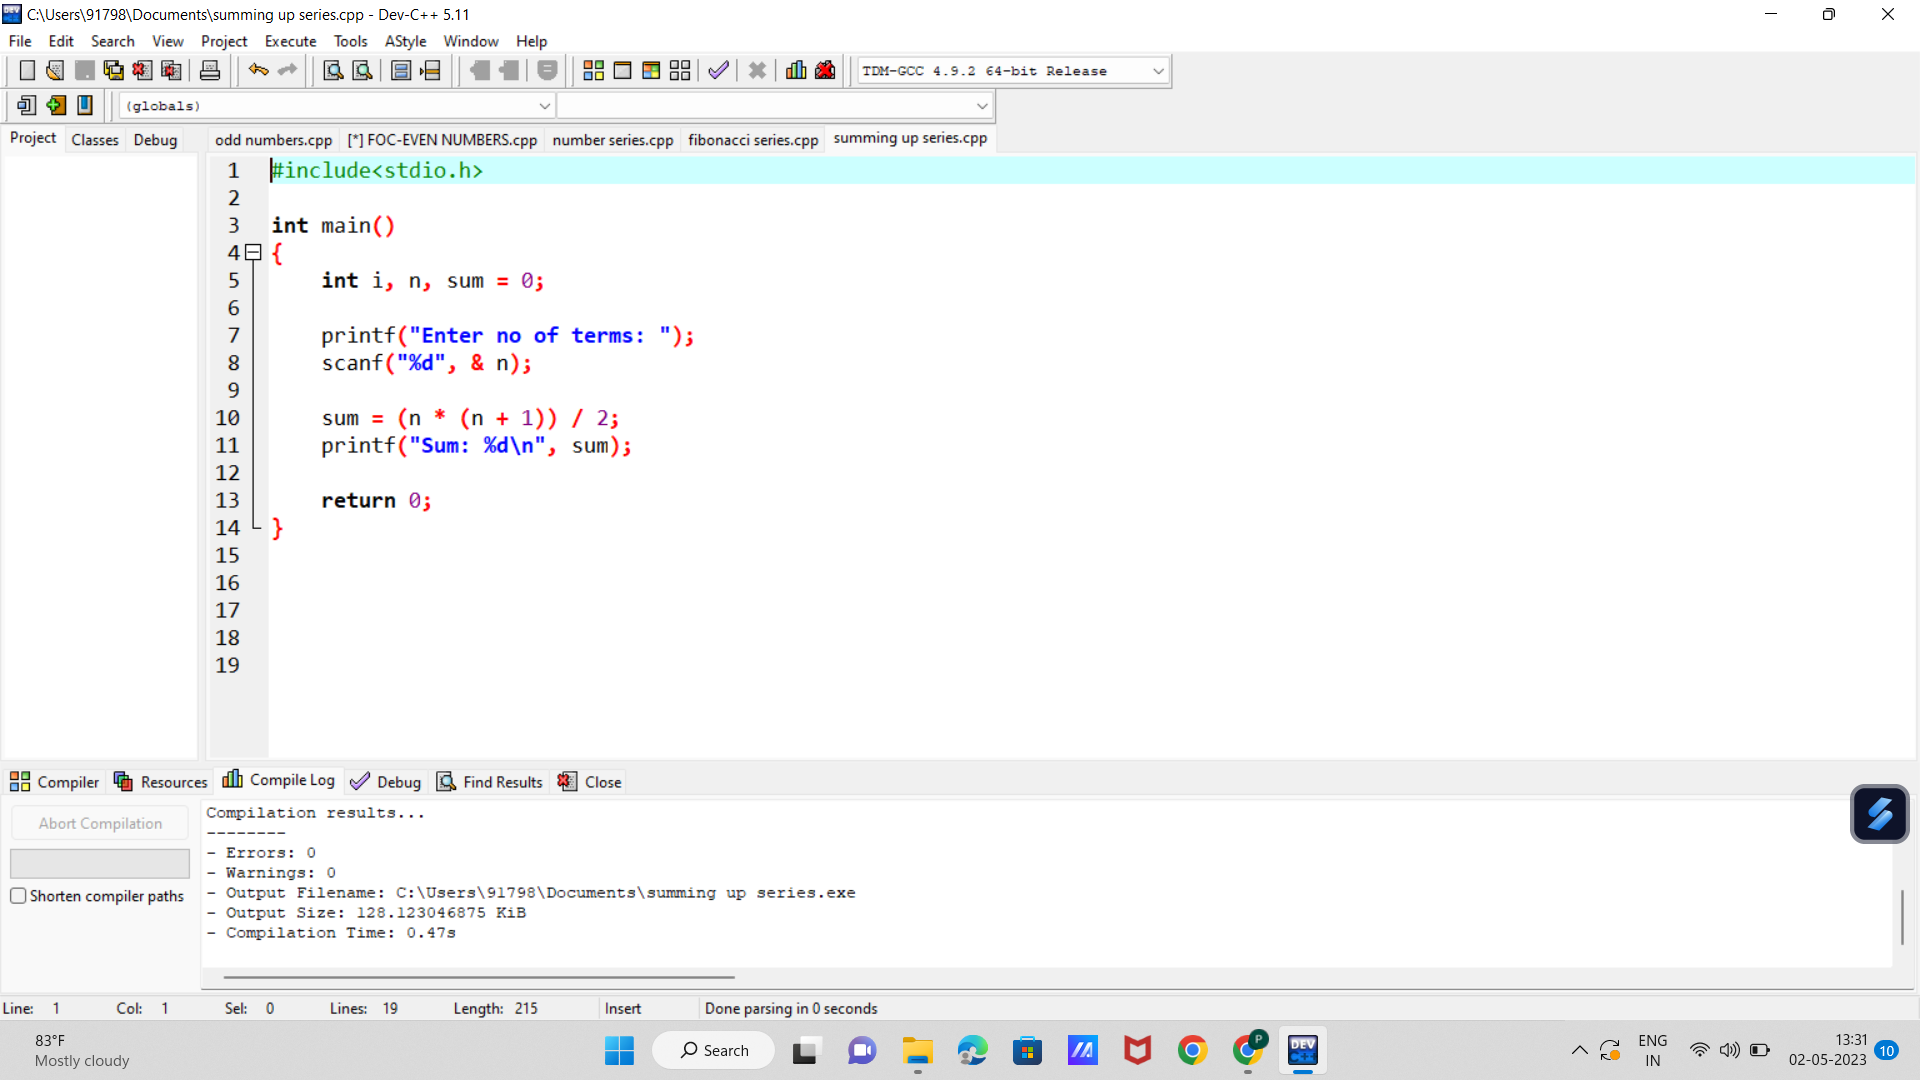 C:\Users\91798\Documents\summing up series.cpp - Dev-C++ 5.11
File Edit Search View Project Execute Tools AStyle Window Help
TDM-GCC 4.9.2 64-bit Release
(globals)
Project Classes Debug
odd numbers.cpp [*] FOC-EVEN NUMBERS.cpp number series.cpp fibonacci series.cpp summing up series.cpp
1 #include<stdio.h>
2
3 int main()
4 {
5 int i, n, sum = 0;
6
7 printf("Enter no of terms: ");
8 scanf("%d", & n);
9
10 sum = (n * (n + 1)) / 2;
11 printf("Sum: %d\n", sum);
12
13 return 0;
14 }
15
16
17
18
19
Compiler Resources Compile Log Debug Find Results Close
Abort Compilation
Shorten compiler paths
Compilation results...
--------
- Errors: 0
- Warnings: 0
- Output Filename: C:\Users\91798\Documents\summing up series.exe
- Output Size: 128.123046875 KiB
- Compilation Time: 0.47s
Line: 1 Col: 1 Sel: 0 Lines: 19 Length: 215 Insert Done parsing in 0 seconds
83°F
Mostly cloudy
Search
P
DEV
C++
ENG
IN
13:31
02-05-2023
10